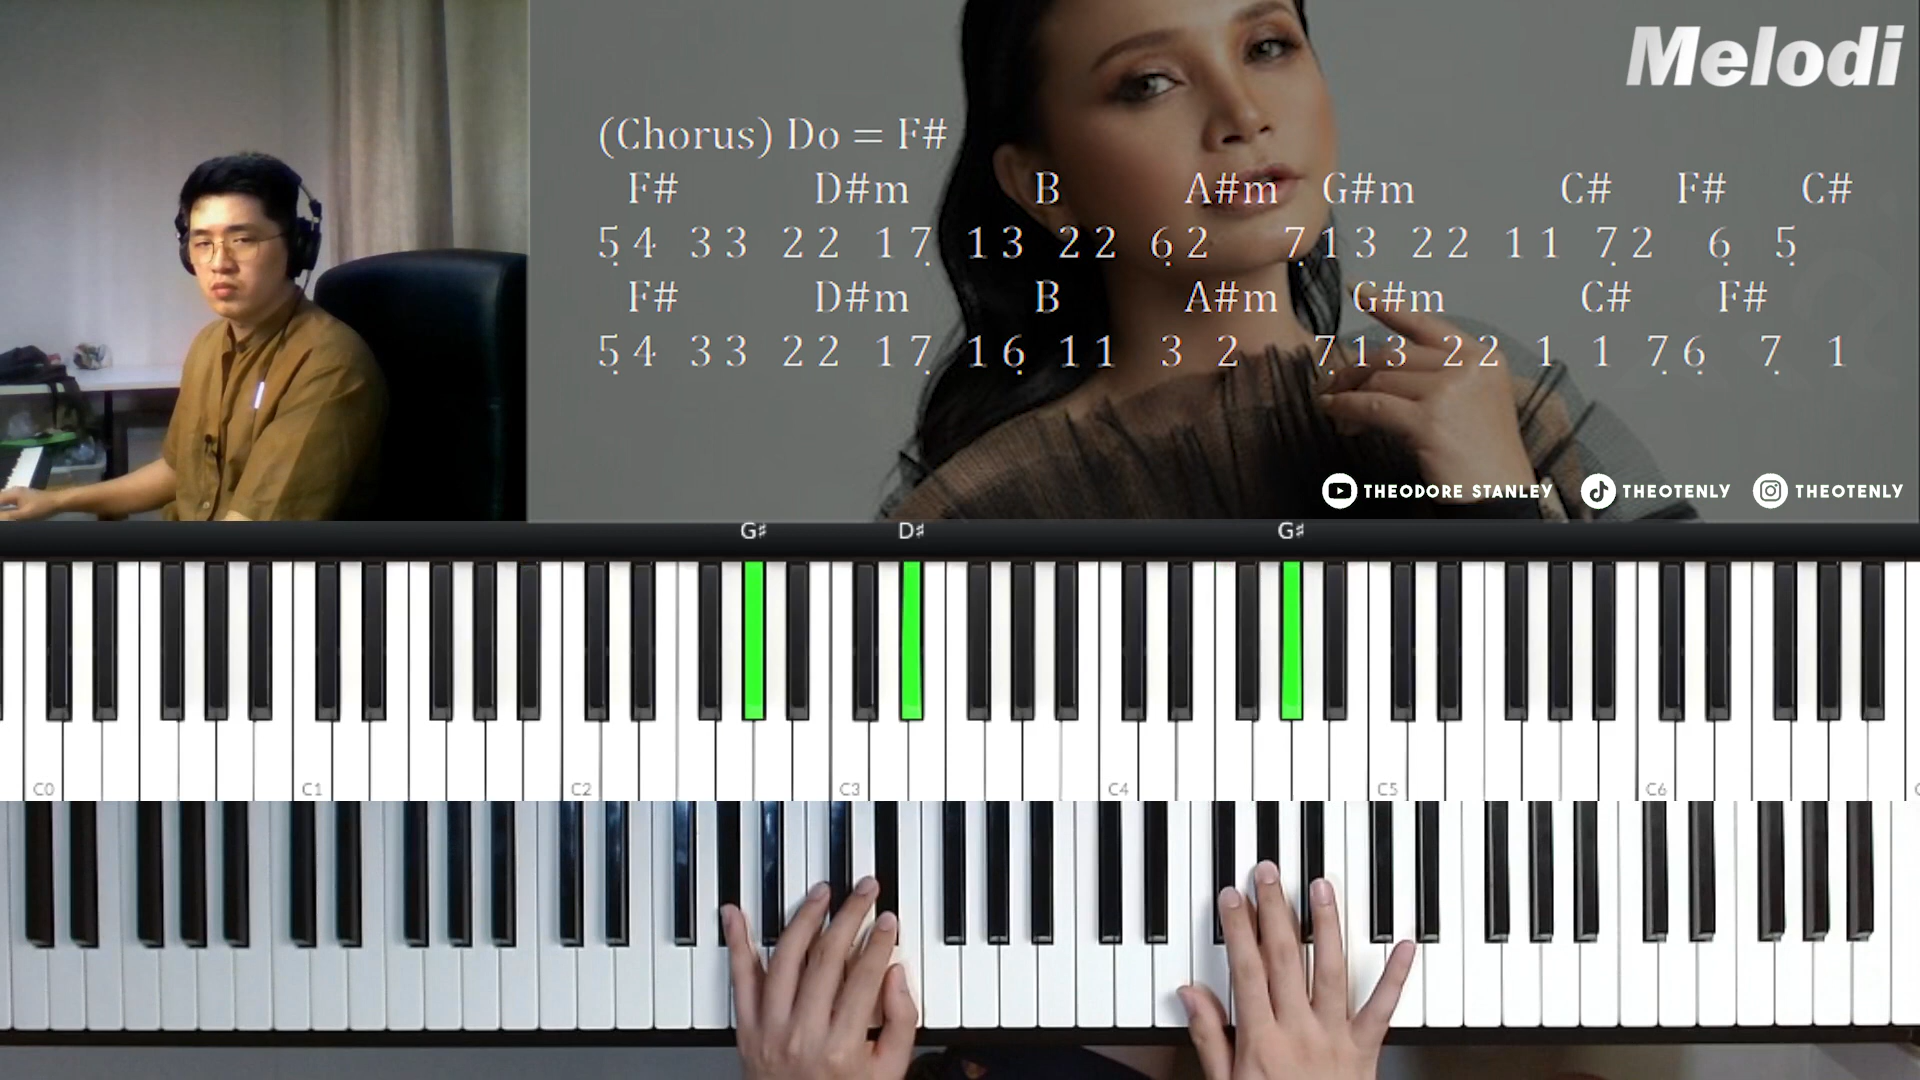 Melodi
(Chorus) Do = F#
F# D#m B A#m G#m C# F# C#
5̣ 4 3 3 2 2 1 7̣ 1 3 2 2 6̣ 2 7̣ 1 3 2 2 1 1 7̣ 2 6̣ 5̣
F# D#m B A#m G#m C# F#
5̣ 4 3 3 2 2 1 7̣ 1 6̣ 1 1 3 2 7̣ 1 3 2 2 1 1 7̣ 6̣ 7̣ 1
THEODORE STANLEY THEOTENLY THEOTENLY
G♯ D♯ G♯
C0 C1 C2 C3 C4 C5 C6